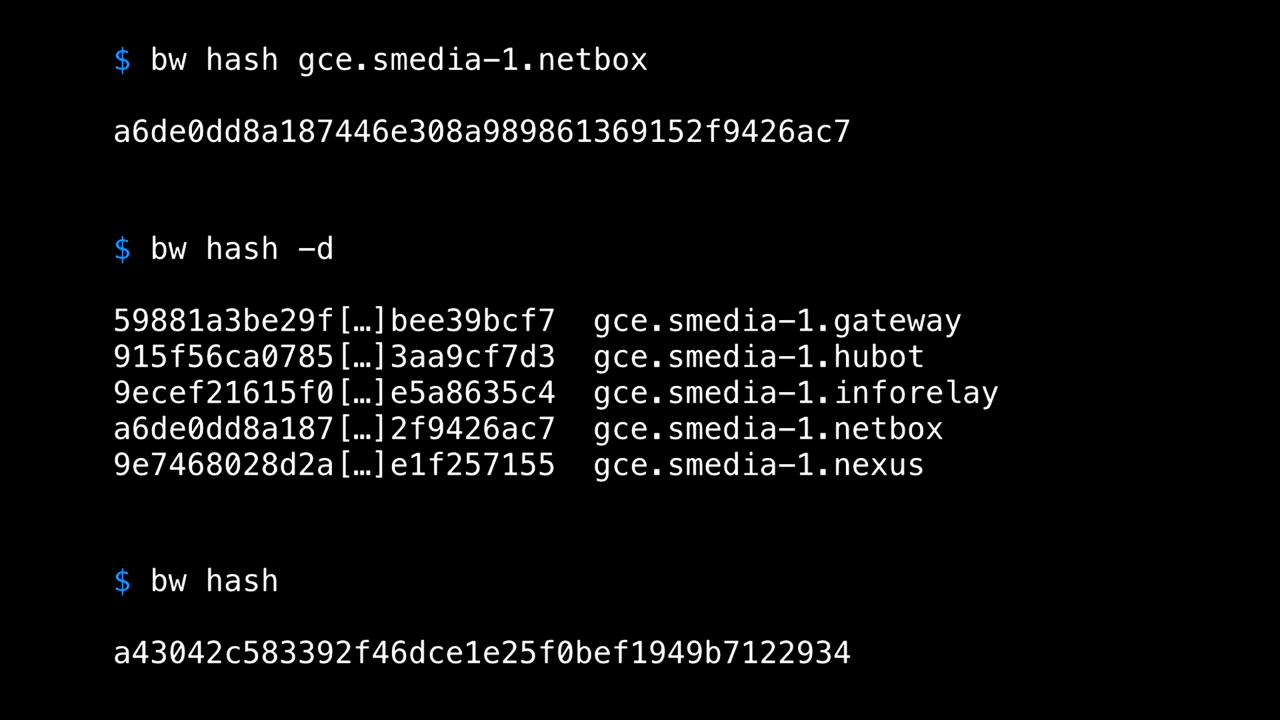 $ bw hash gce.smedia-1.netbox
a6de0dd8a187446e308a989861369152f9426ac7
$ bw hash -d
59881a3be29f[…]bee39bcf7  gce.smedia-1.gateway
915f56ca0785[…]3aa9cf7d3  gce.smedia-1.hubot
9ecef21615f0[…]e5a8635c4  gce.smedia-1.inforelay
a6de0dd8a187[…]2f9426ac7  gce.smedia-1.netbox
9e7468028d2a[…]e1f257155  gce.smedia-1.nexus
$ bw hash
a43042c583392f46dce1e25f0bef1949b7122934